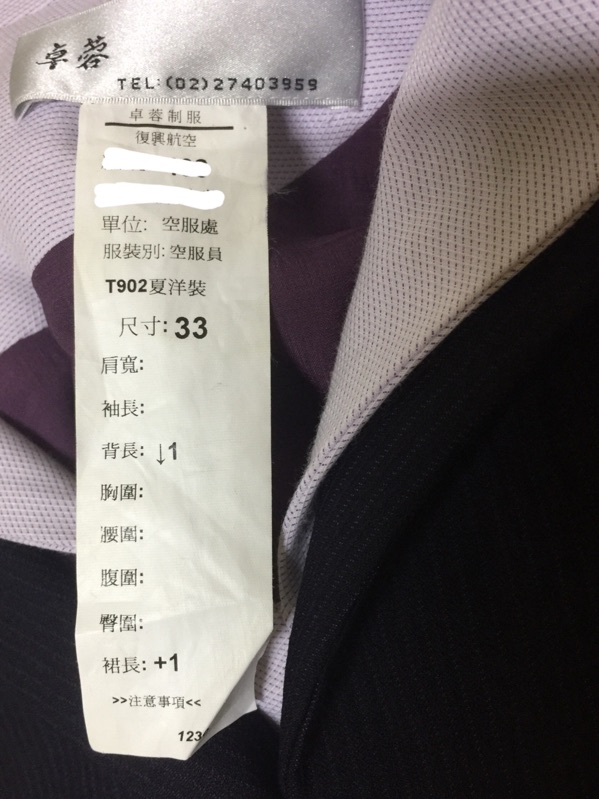 卓蓉
TEL:(02)27403959
卓蓉制服
復興航空
單位: 空服處
服裝別: 空服員
T902夏洋裝
尺寸: 33
肩寬:
袖長:
背長: ↓1
胸圍:
腰圍:
腹圍:
臀圍:
裙長: +1
>>注意事項<<
123